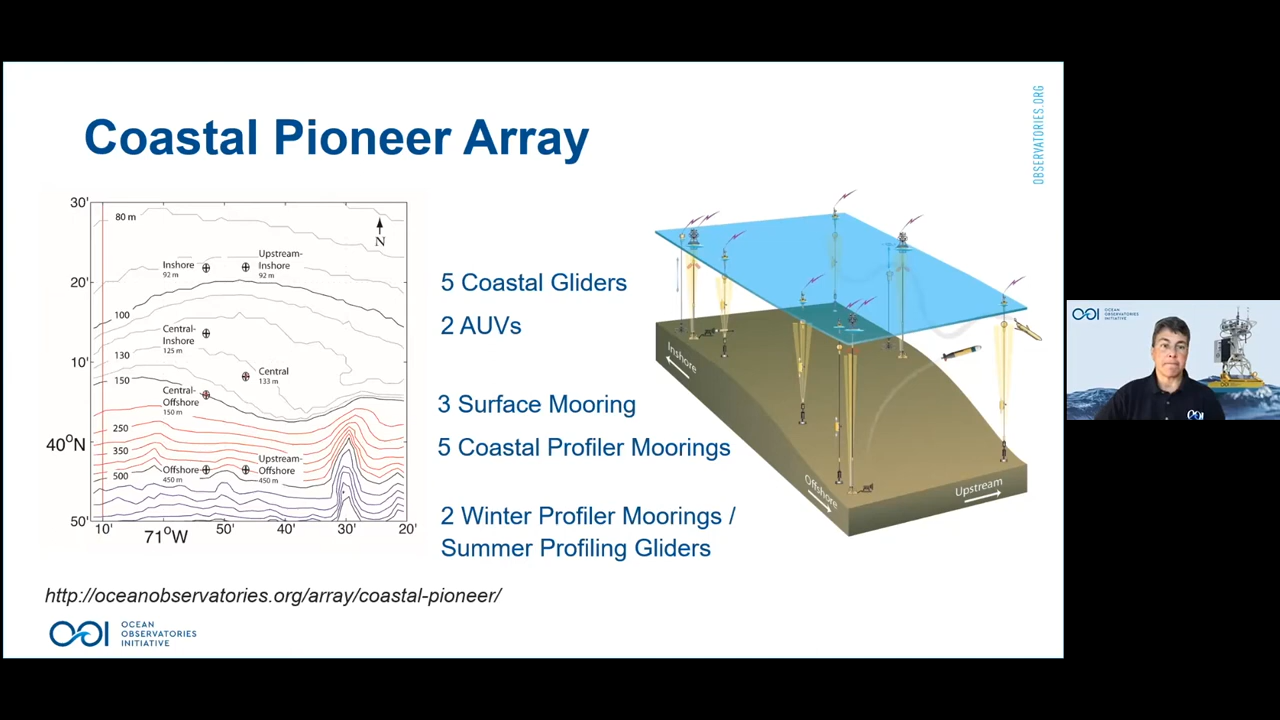 Coastal Pioneer Array
OBSERVATORIES.ORG
30'
20'
10'
40°N
50'
10'
71°W
50'
40'
30'
20'
80 m
100
130
150
250
350
500
N
Inshore
92 m
Upstream-
Inshore
92 m
Central-
Inshore
125 m
Central
133 m
Central-
Offshore
150 m
Offshore
450 m
Upstream-
Offshore
450 m
5 Coastal Gliders
2 AUVs
3 Surface Mooring
5 Coastal Profiler Moorings
2 Winter Profiler Moorings /
Summer Profiling Gliders
Inshore
Offshore
Upstream
http://oceanobservatories.org/array/coastal-pioneer/
OOI
OCEAN
OBSERVATORIES
INITIATIVE
OOI
OCEAN
OBSERVATORIES
INITIATIVE